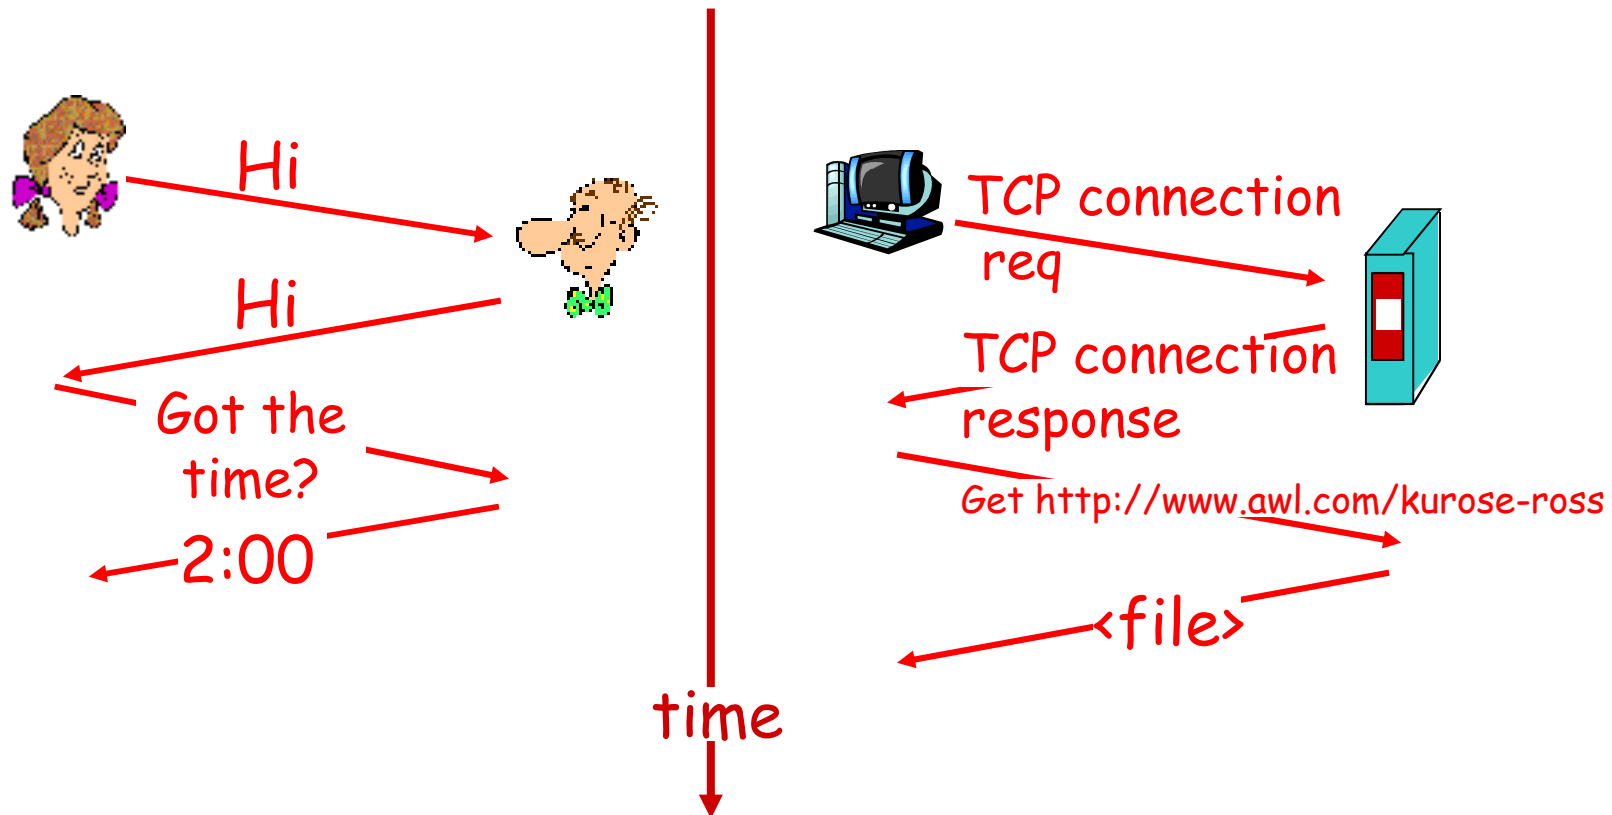 Hi
Hi
Got the
time?
2:00
TCP connection
req
TCP connection
response
Get http://www.awl.com/kurose-ross
<file>
time